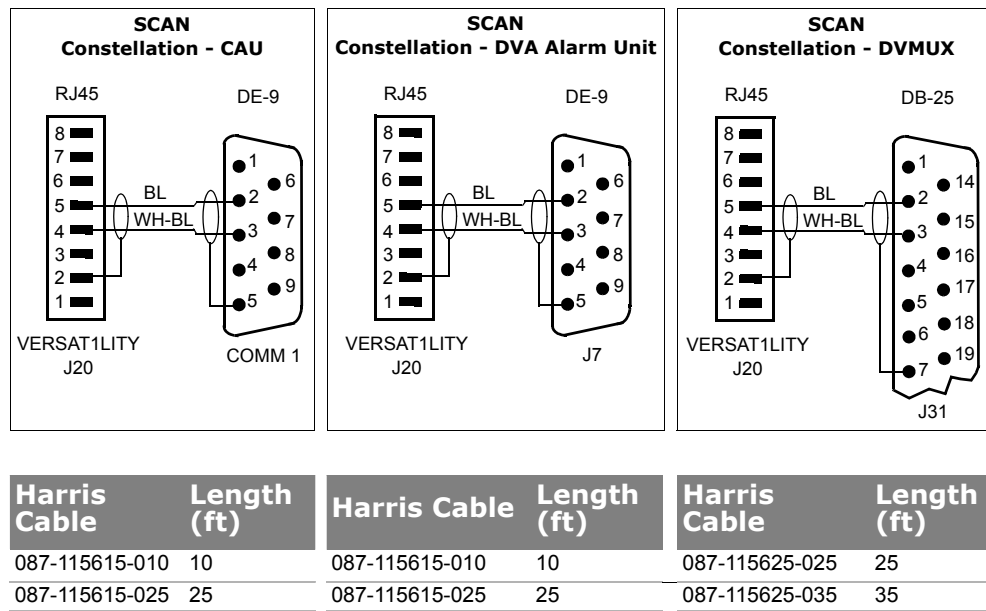 SCAN
Constellation - CAU
RJ45
DE-9
8
7
6
5
4
3
2
1
BL
WH-BL
1
2
3
4
5
6
7
8
9
VERSAT1LITY
J20
COMM 1
SCAN
Constellation - DVA Alarm Unit
RJ45
DE-9
8
7
6
5
4
3
2
1
BL
WH-BL
1
2
3
4
5
6
7
8
9
VERSAT1LITY
J20
J7
SCAN
Constellation - DVMUX
RJ45
DB-25
8
7
6
5
4
3
2
1
BL
WH-BL
1
2
3
4
5
6
7
14
15
16
17
18
19
VERSAT1LITY
J20
J31
Harris Cable Length (ft)
087-115615-010 10
087-115615-025 25
Harris Cable Length (ft)
087-115615-010 10
087-115615-025 25
Harris Cable Length (ft)
087-115625-025 25
087-115625-035 35